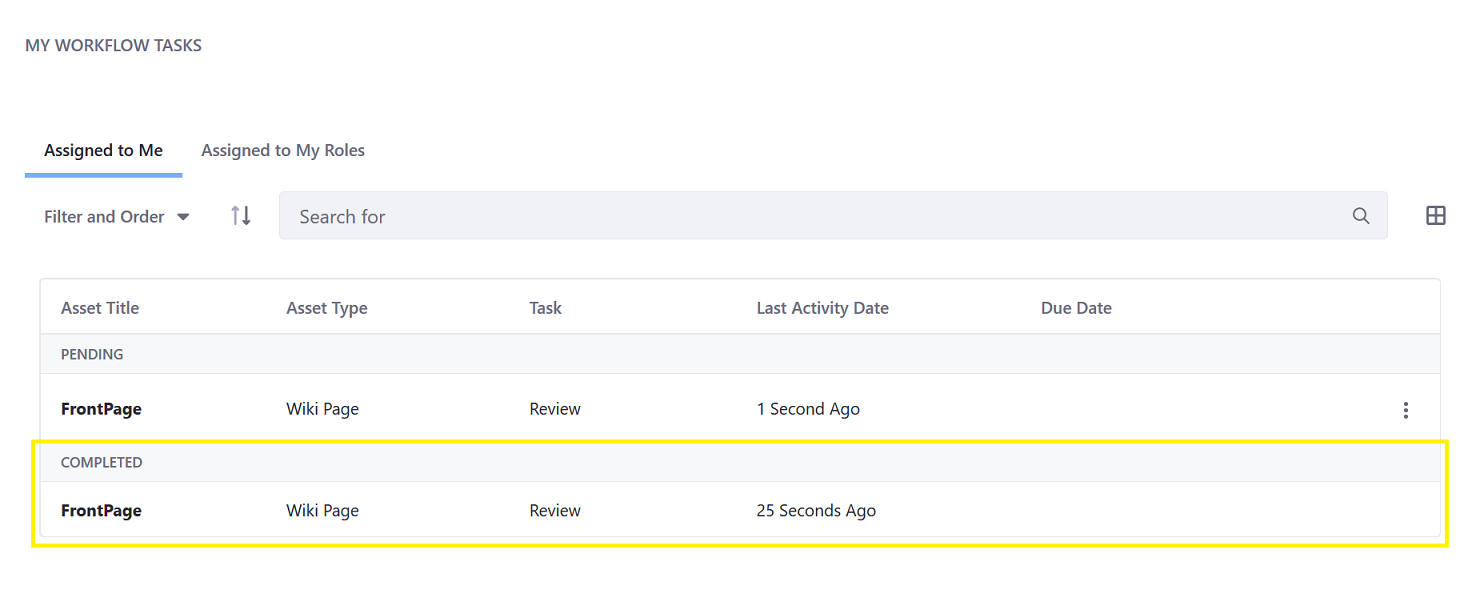 MY WORKFLOW TASKS
Assigned to Me Assigned to My Roles
Filter and Order Search for
Asset Title Asset Type Task Last Activity Date Due Date
PENDING
FrontPage Wiki Page Review 1 Second Ago
COMPLETED
FrontPage Wiki Page Review 25 Seconds Ago